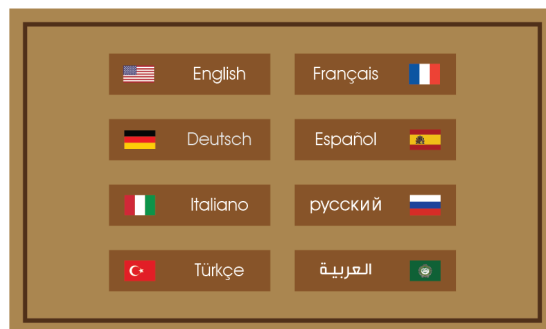 English
Français
Deutsch
Español
Italiano
русский
Türkçe
العربية